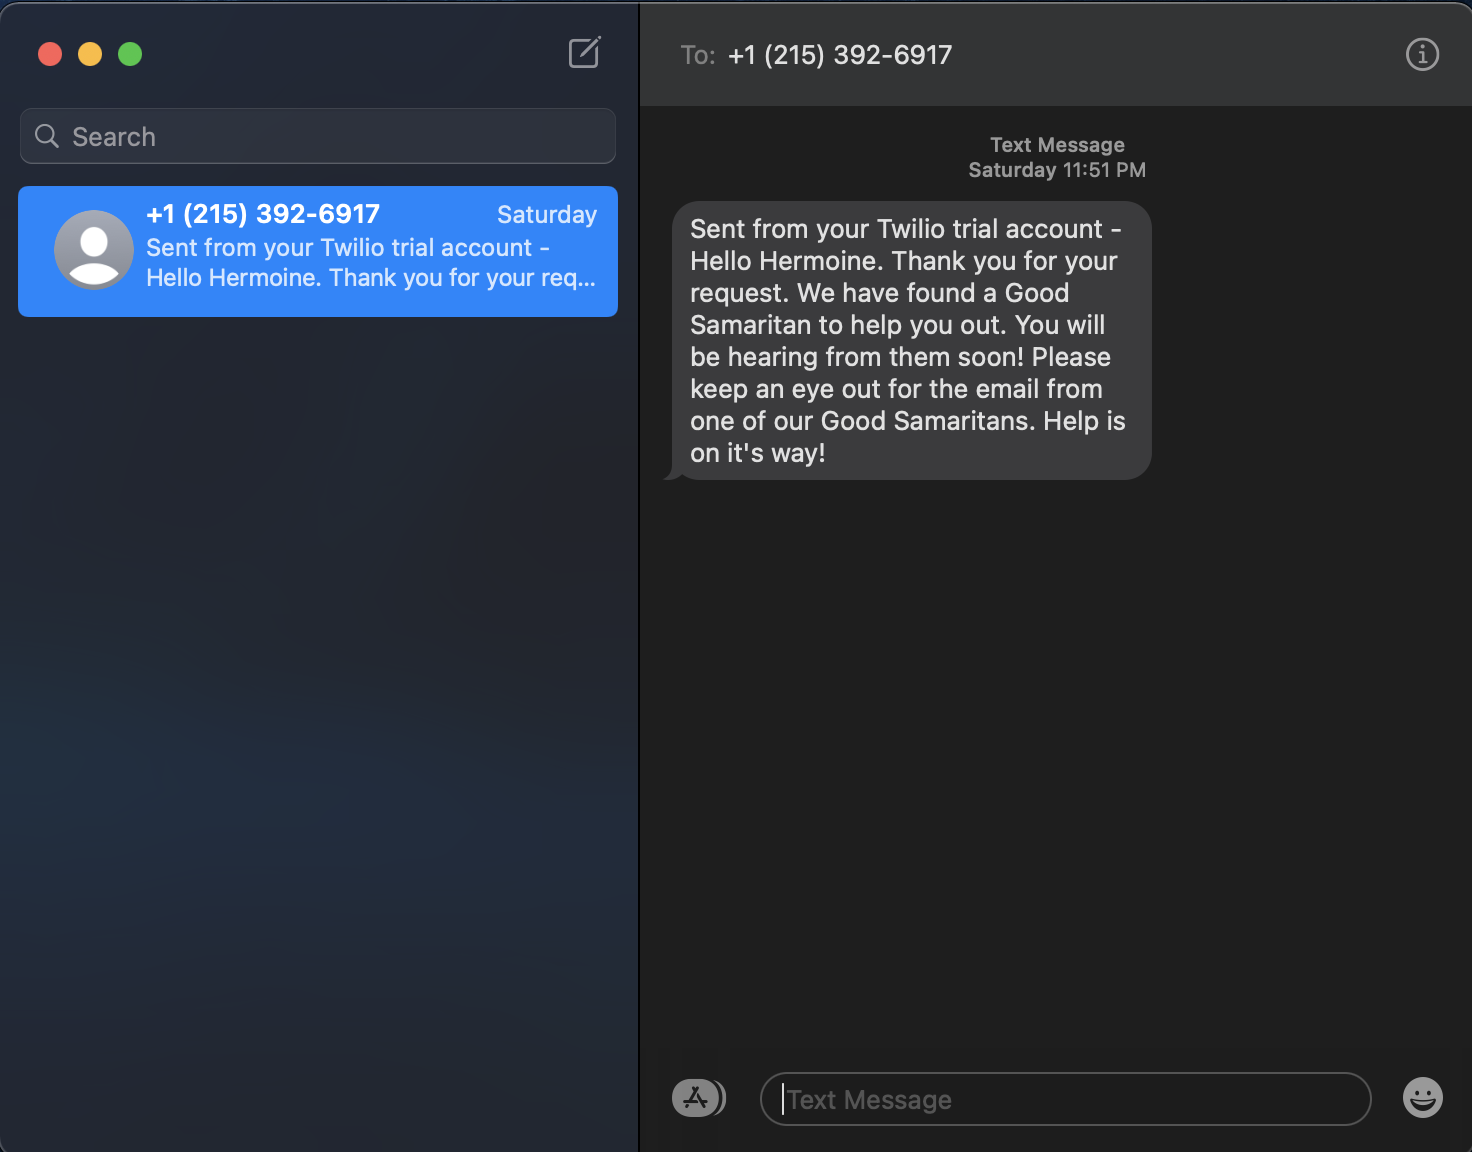 Search
+1 (215) 392-6917
Saturday
Sent from your Twilio trial account -
Hello Hermoine. Thank you for your req...
To: +1 (215) 392-6917
Text Message
Saturday 11:51 PM
Sent from your Twilio trial account -
Hello Hermoine. Thank you for your
request. We have found a Good
Samaritan to help you out. You will
be hearing from them soon! Please
keep an eye out for the email from
one of our Good Samaritans. Help is
on it's way!
Text Message